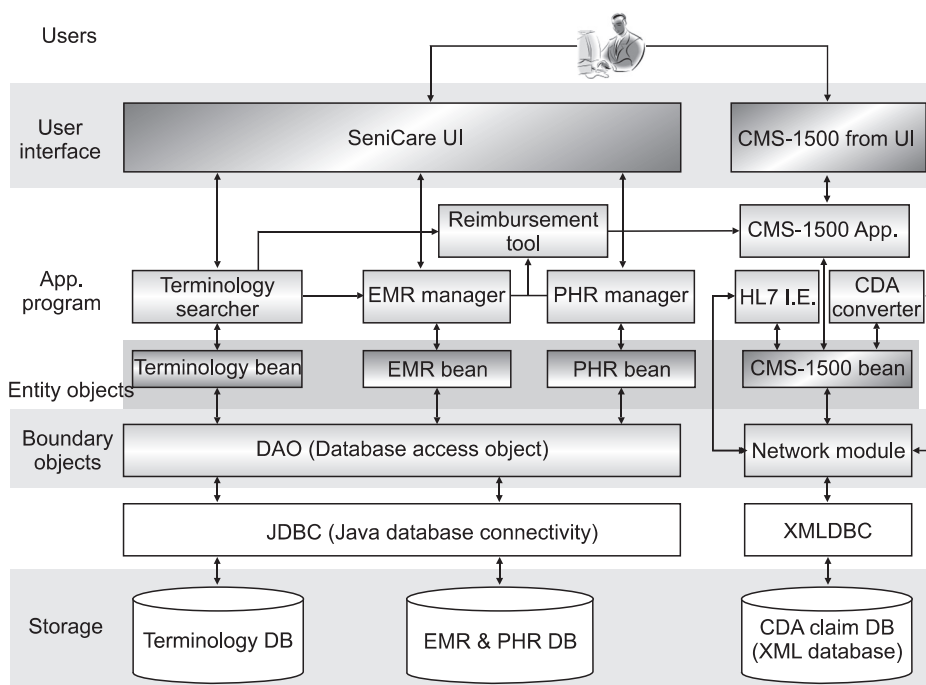 Users
User
interface
SeniCare UI
CMS-1500 from UI
Reimbursement
tool
CMS-1500 App.
App.
program
Terminology
searcher
EMR manager
PHR manager
HL7 I.E.
CDA
converter
Entity objects
Terminology bean
EMR bean
PHR bean
CMS-1500 bean
Boundary
objects
DAO (Database access object)
Network module
JDBC (Java database connectivity)
XMLDBC
Storage
Terminology DB
EMR & PHR DB
CDA claim DB
(XML database)